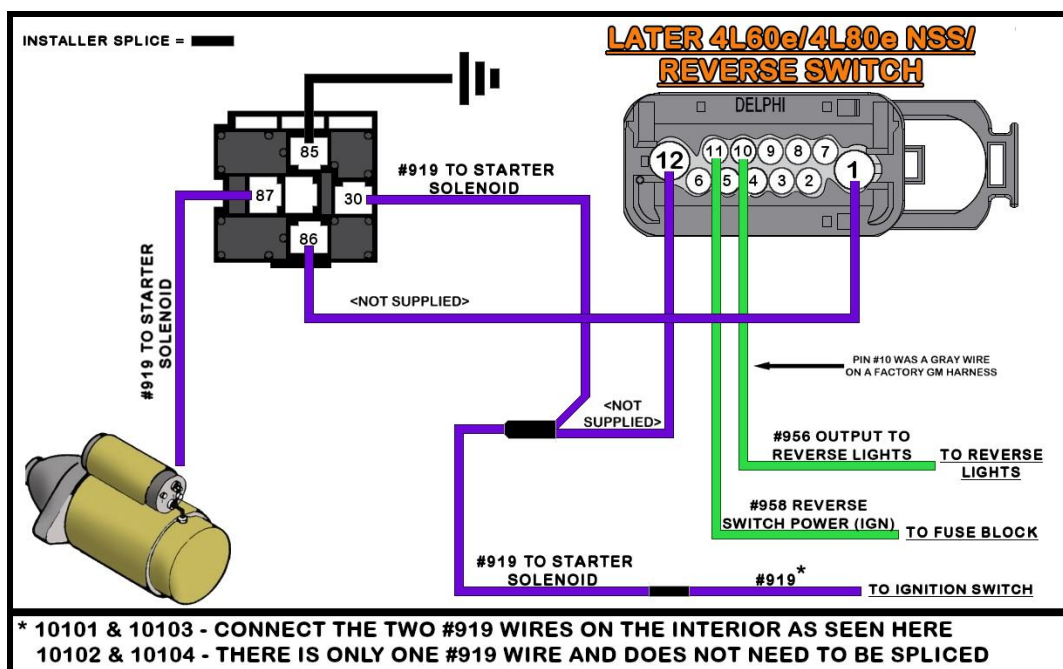 INSTALLER SPLICE =
LATER 4L60e/4L80e NSS/
REVERSE SWITCH
DELPHI
85
87
30
86
12
11
10
9
8
7
1
6
5
4
3
2
#919 TO STARTER
SOLENOID
#919 TO STARTER
SOLENOID
<NOT SUPPLIED>
<NOT
SUPPLIED>
PIN #10 WAS A GRAY WIRE
ON A FACTORY GM HARNESS
#956 OUTPUT TO
REVERSE LIGHTS
TO REVERSE
LIGHTS
#958 REVERSE
SWITCH POWER (IGN)
TO FUSE BLOCK
#919 TO STARTER
SOLENOID
#919*
TO IGNITION SWITCH
* 10101 & 10103 - CONNECT THE TWO #919 WIRES ON THE INTERIOR AS SEEN HERE
10102 & 10104 - THERE IS ONLY ONE #919 WIRE AND DOES NOT NEED TO BE SPLICED